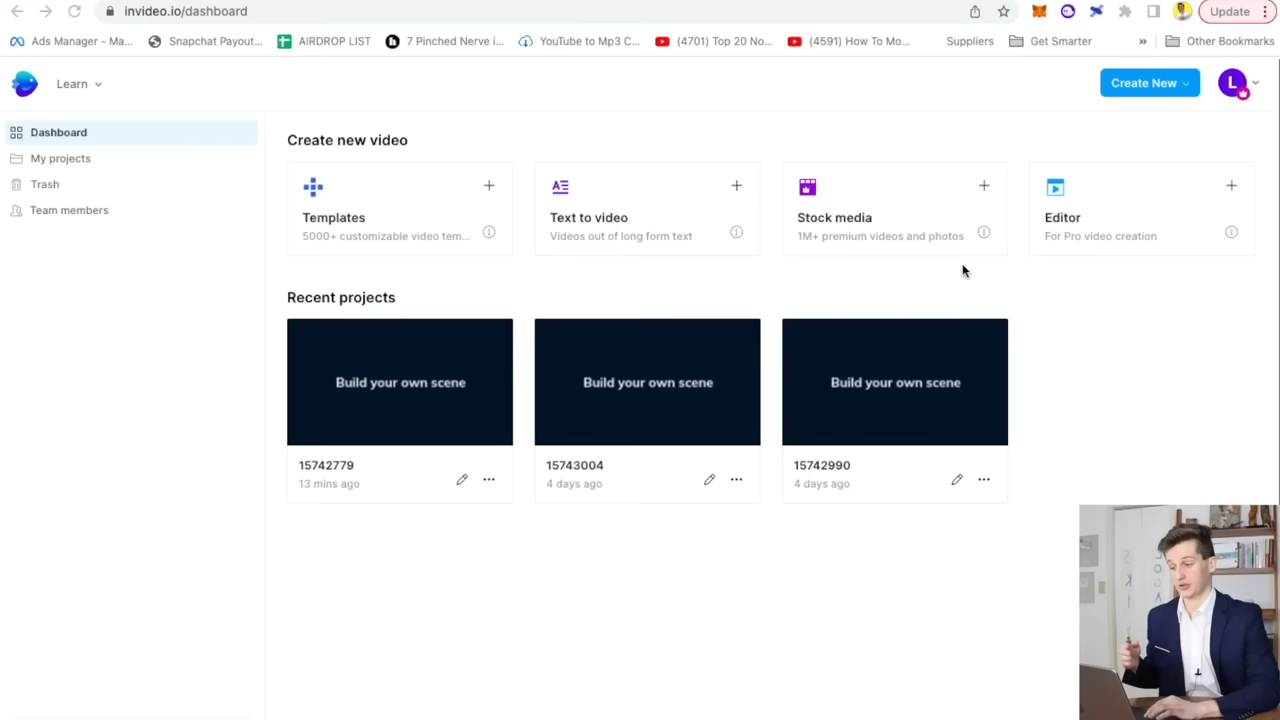 invideo.io/dashboard
Update
Ads Manager - Ma...
Snapchat Payout...
AIRDROP LIST
7 Pinched Nerve i...
YouTube to Mp3 C...
(4701) Top 20 No...
(4591) How To Mo...
Suppliers
Get Smarter
»
Other Bookmarks
Learn
Create New
L
Dashboard
My projects
Trash
Team members
Create new video
Templates
5000+ customizable video tem...
Text to video
Videos out of long form text
Stock media
1M+ premium videos and photos
Editor
For Pro video creation
Recent projects
Build your own scene
Build your own scene
Build your own scene
15742779
13 mins ago
15743004
4 days ago
15742990
4 days ago